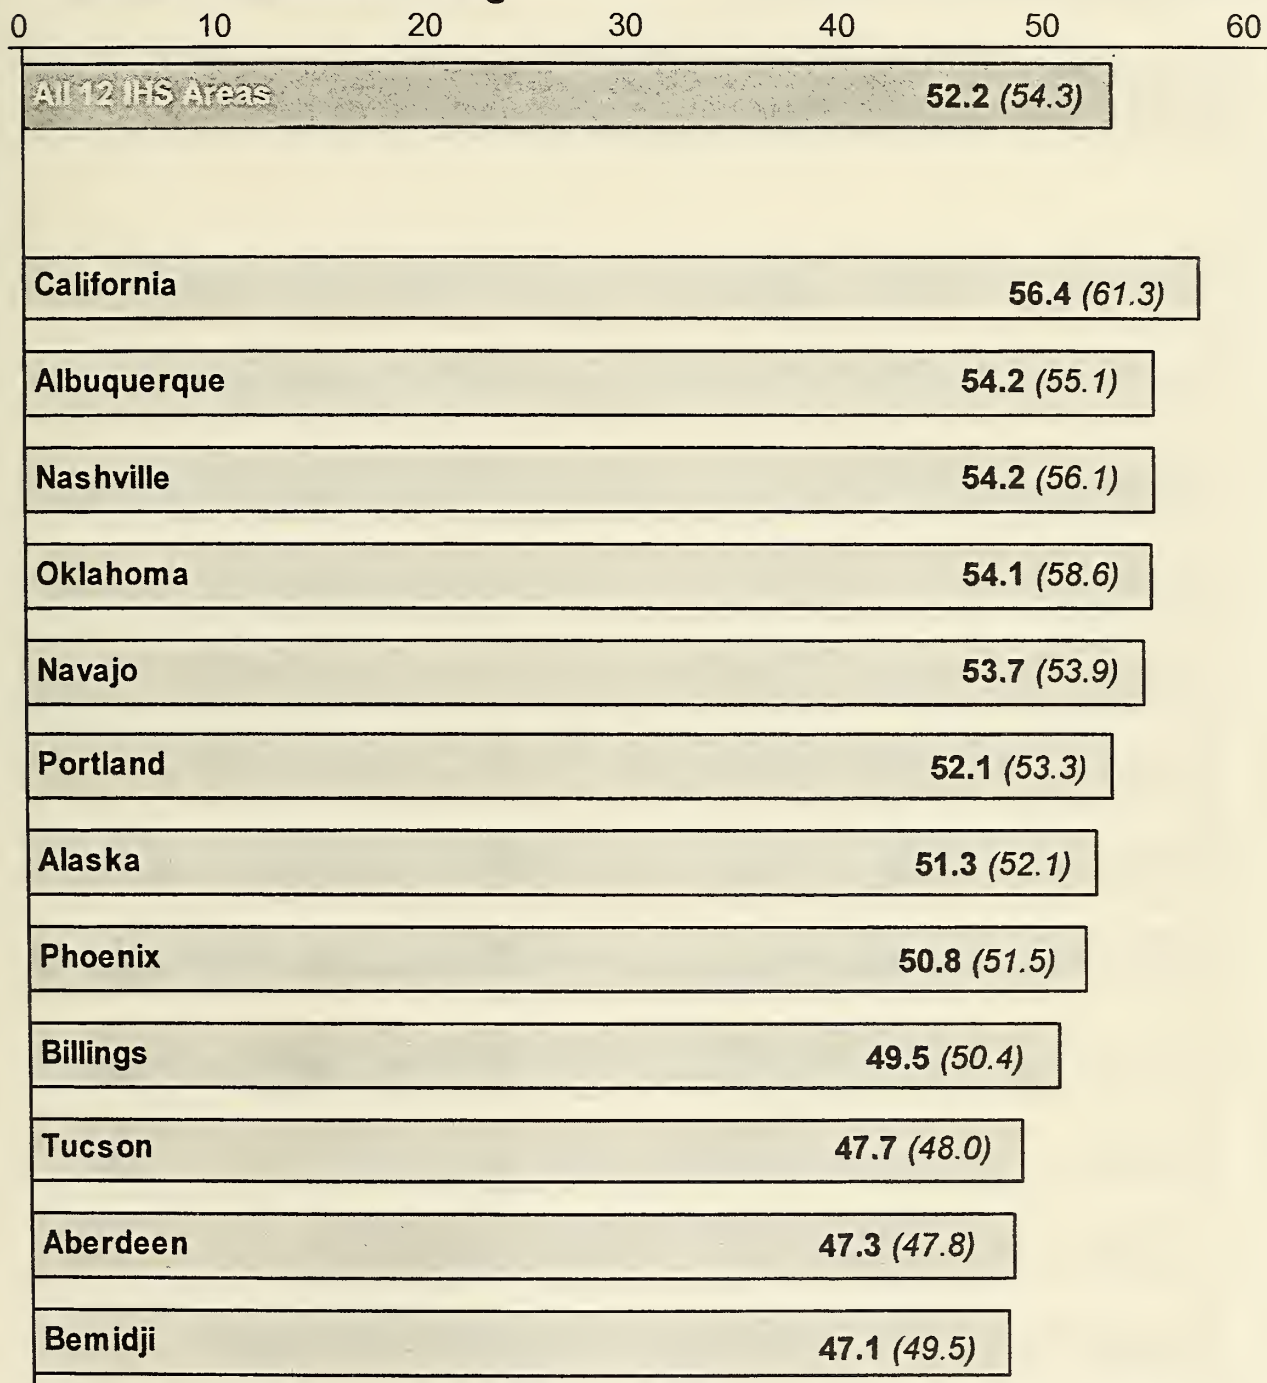 0 10 20 30 40 50 60
All 12 IHS Areas 52.2 (54.3)
California 56.4 (61.3)
Albuquerque 54.2 (55.1)
Nashville 54.2 (56.1)
Oklahoma 54.1 (58.6)
Navajo 53.7 (53.9)
Portland 52.1 (53.3)
Alaska 51.3 (52.1)
Phoenix 50.8 (51.5)
Billings 49.5 (50.4)
Tucson 47.7 (48.0)
Aberdeen 47.3 (47.8)
Bemidji 47.1 (49.5)